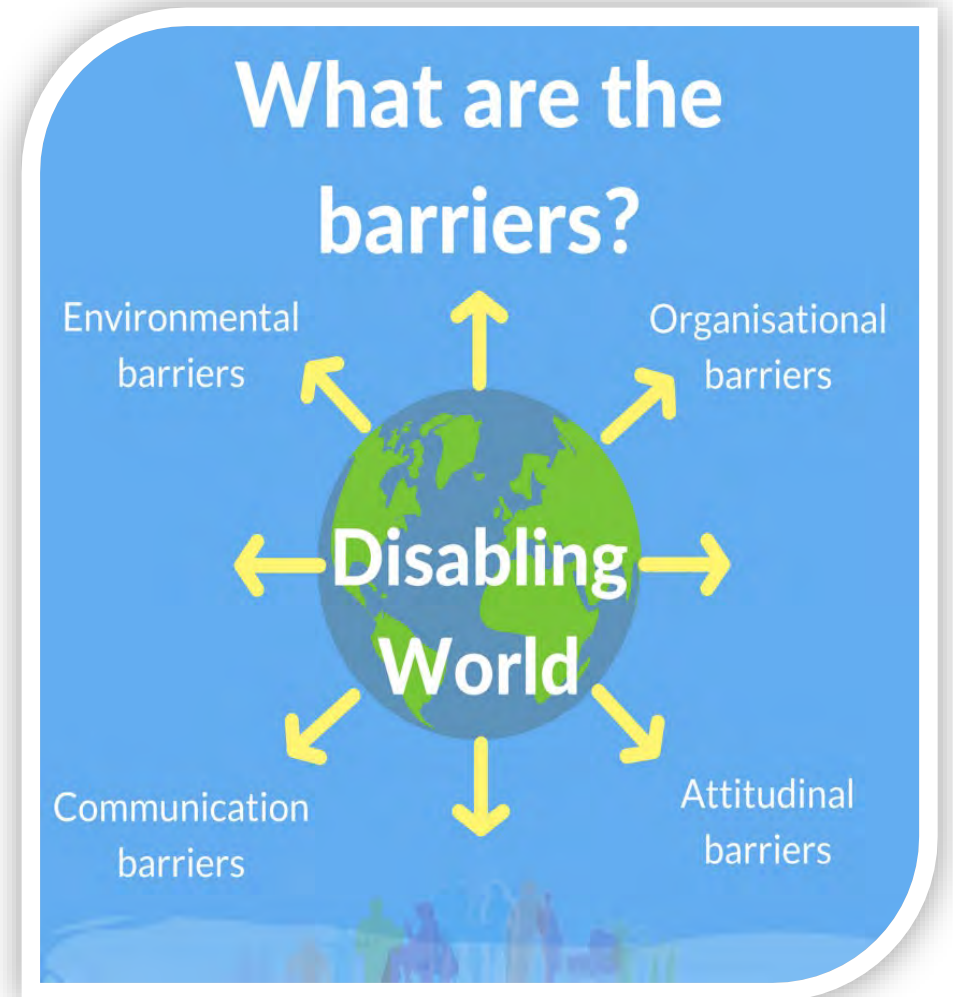 What are the
barriers?
Environmental
barriers
Organisational
barriers
Disabling
World
Communication
barriers
Attitudinal
barriers